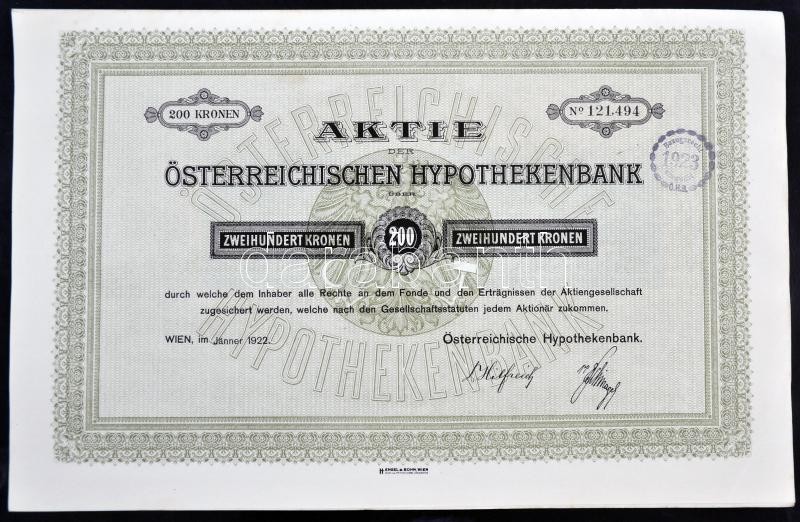 200 KRONEN
Nº 121,494
AKTIE
DER
ÖSTERREICHISCHEN HYPOTHEKENBANK
ÜBER
ZWEIHUNDERT KRONEN
200
ZWEIHUNDERT KRONEN
durch welche dem Inhaber alle Rechte an dem Fonde und den Erträgnissen der Aktiengesellschaft
zugesichert werden, welche nach den Gesellschaftsstatuten jedem Aktionär zukommen.
WIEN, im Jänner 1922.
Österreichische Hypothekenbank.
1923
Ö.H.B.
ÖSTERREICHISCHE
HYPOTHEKENBANK